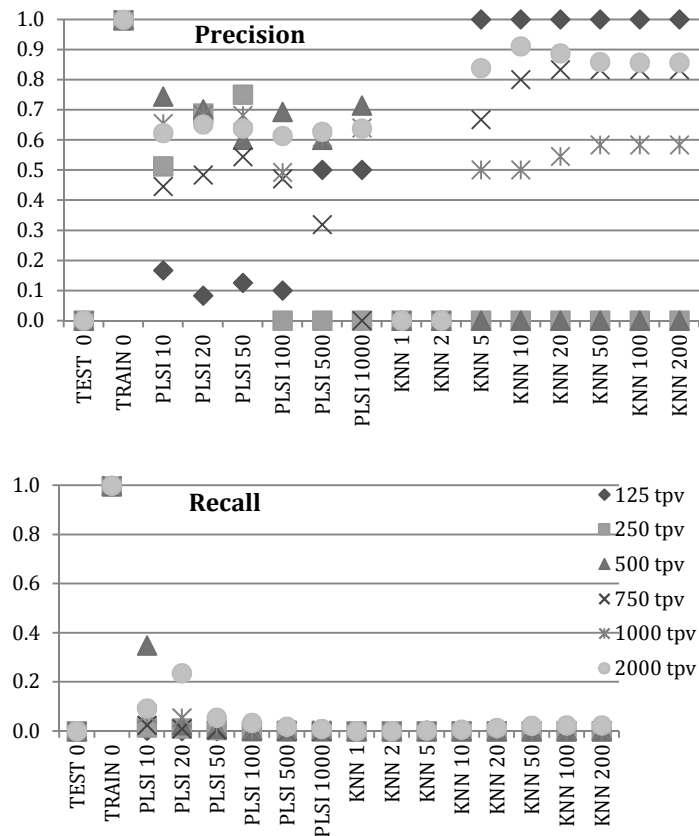 Precision
1.0
0.9
0.8
0.7
0.6
0.5
0.4
0.3
0.2
0.1
0.0
TEST 0
TRAIN 0
PLSI 10
PLSI 20
PLSI 50
PLSI 100
PLSI 500
PLSI 1000
KNN 1
KNN 2
KNN 5
KNN 10
KNN 20
KNN 50
KNN 100
KNN 200
Recall
1.0
0.8
0.6
0.4
0.2
0.0
125 tpv
250 tpv
500 tpv
750 tpv
1000 tpv
2000 tpv
TEST 0
TRAIN 0
PLSI 10
PLSI 20
PLSI 50
PLSI 100
PLSI 500
PLSI 1000
KNN 1
KNN 2
KNN 5
KNN 10
KNN 20
KNN 50
KNN 100
KNN 200